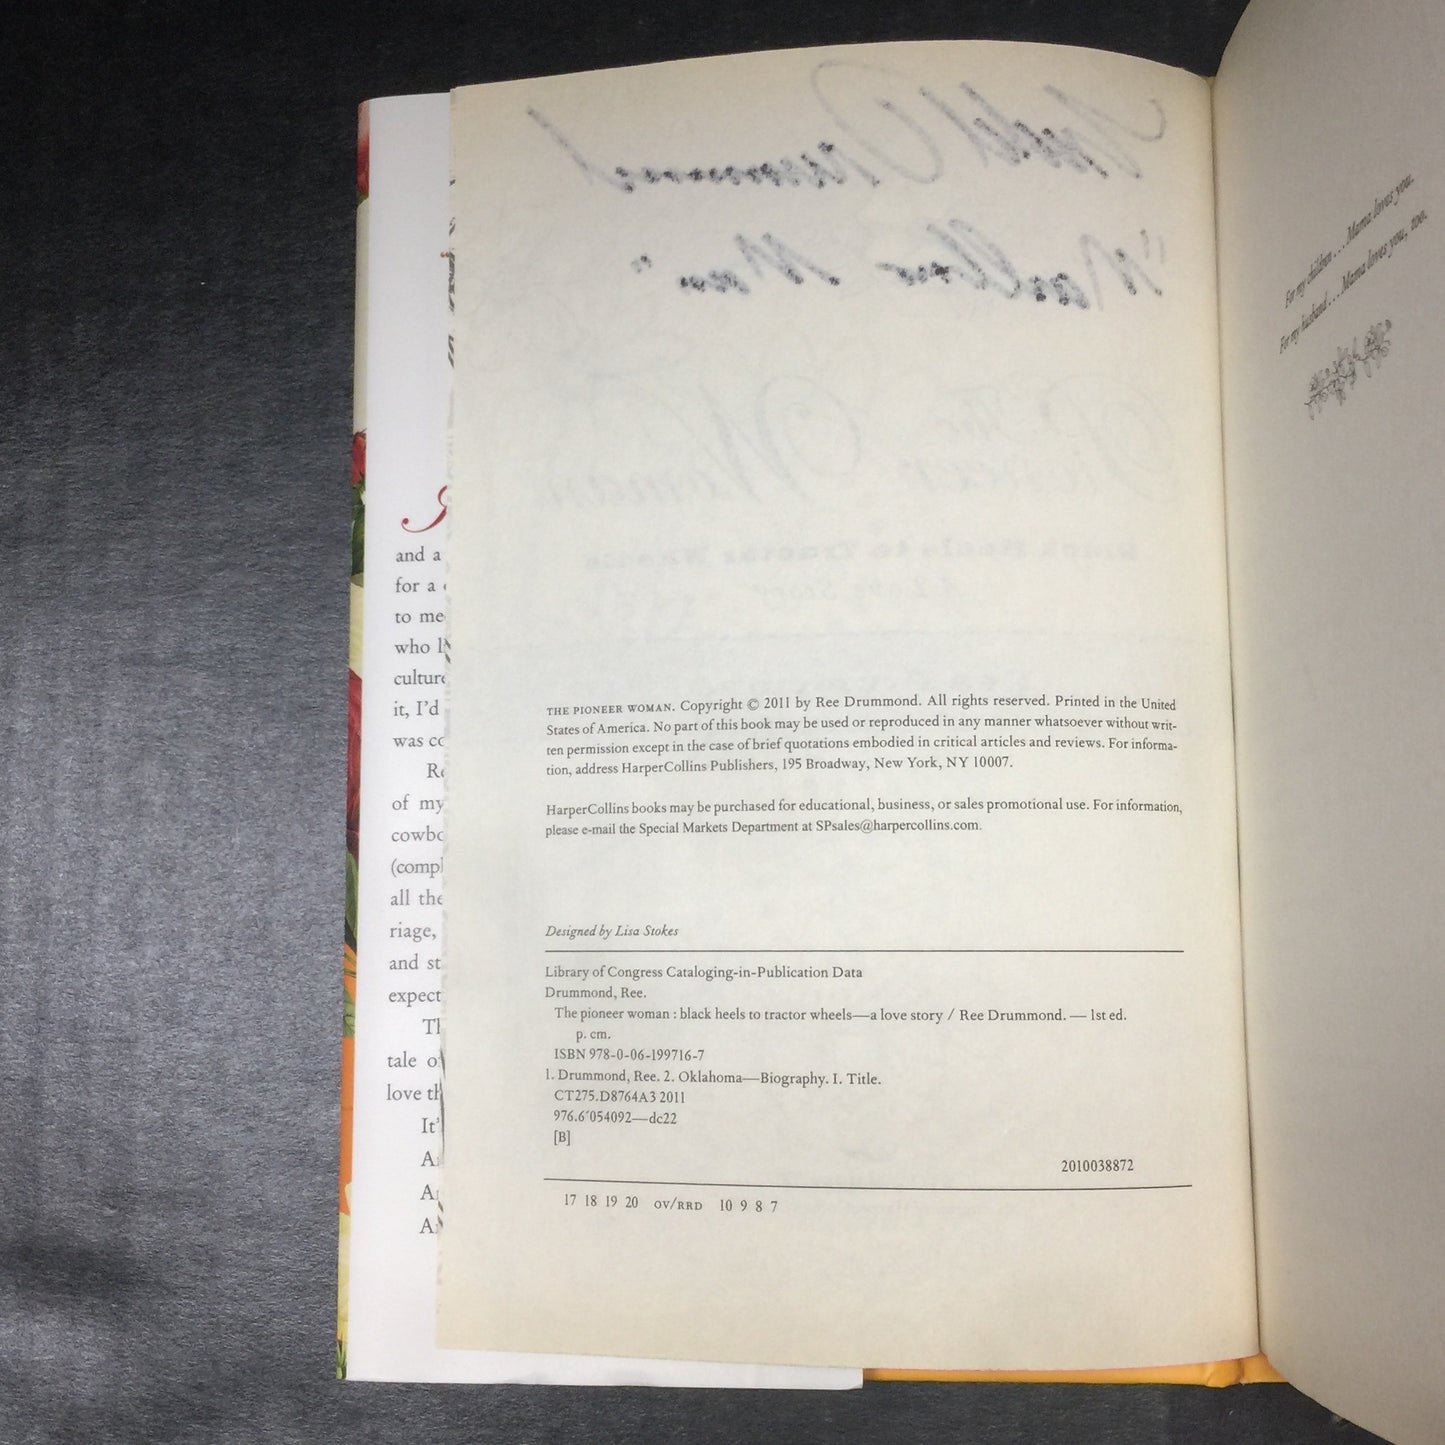 and a
for a
to me
who
culture
it, I'd
was
of my
cowbo
(compl
all the
riage,
and st
expect
tale
love
It'
THE PIONEER WOMAN. Copyright © 2011 by Ree Drummond. All rights reserved. Printed in the United
States of America. No part of this book may be used or reproduced in any manner whatsoever without writ-
ten permission except in the case of brief quotations embodied in critical articles and reviews. For informa-
tion, address HarperCollins Publishers, 195 Broadway, New York, NY 10007.
HarperCollins books may be purchased for educational, business, or sales promotional use. For information,
please e-mail the Special Markets Department at SPsales@harpercollins.com.
Designed by Lisa Stokes
Library of Congress Cataloging-in-Publication Data
Drummond, Ree.
The pioneer woman : black heels to tractor wheels—a love story / Ree Drummond. — 1st ed.
p. cm.
ISBN 978-0-06-199716-7
1. Drummond, Ree. 2. Oklahoma—Biography. I. Title.
CT275.D8764A3 2011
976.6'054092—dc22
[B]
2010038872
17 18 19 20 OV/RRD 10 9 8 7
For my children . . . Mama loves you.
For my husband . . . Mama loves you, too.